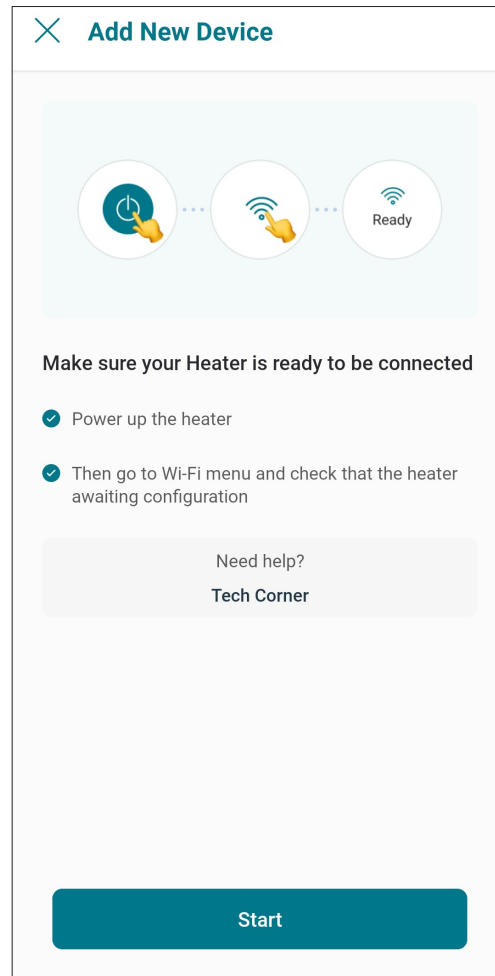 Add New Device
Ready
Make sure your Heater is ready to be connected
Power up the heater
Then go to Wi-Fi menu and check that the heater
awaiting configuration
Need help?
Tech Corner
Start